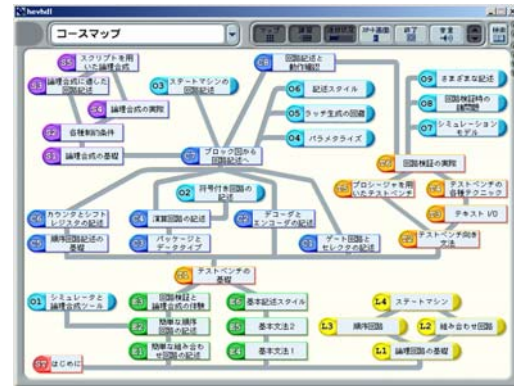 havhdl
コースマップ
マップ
講習
終了
音量
検索
S5 スクリプトを用
いた論理合成
C8 回路記述と
動作確認
S3 論理合成に適した
回路記述
O3 ステートマシンの
回路記述
O6 記述スタイル
O9 さまざまな記述
S4 論理合成の実際
O5 ラッチ生成の回避
O8 回路検証時の
諸問題
S2 各種制約条件
O4 パラメタライズ
O7 シミュレーション
モデル
S1 論理合成の基礎
C7 ブロック図から
回路記述へ
回路検証の実際
O2 符号付き回路の
記述
プロシージャを用
いたテストベンチ
テストベンチの
各種テクニック
C6 カウンタとシフト
レジスタの記述
C4 演算回路の記述
C2 デコーダと
エンコーダの記述
テキスト I/O
C5 順序回路記述の
基礎
C3 パッケージと
データタイプ
C1 ゲート回路と
セレクタの記述
テストベンチ向き
文法
テストベンチの
基礎
O1 シミュレータと
論理合成ツール
E3 回路検証と
論理合成の体験
E6 基本記述スタイル
L4 ステートマシン
E2 簡単な順序
回路の記述
E5 基本文法2
L3 順序回路
L2 組み合わせ回路
E1 簡単な組み合わ
せ回路の記述
E4 基本文法1
L1 論理回路の基礎
はじめに